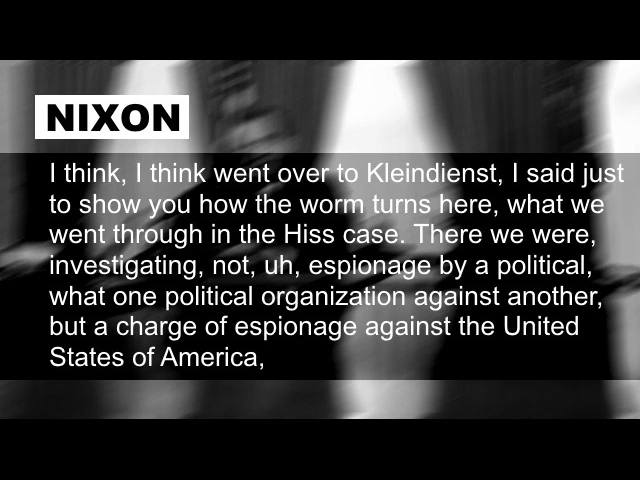 NIXON
I think, I think went over to Kleindienst, I said just
to show you how the worm turns here, what we
went through in the Hiss case. There we were,
investigating, not, uh, espionage by a political,
what one political organization against another,
but a charge of espionage against the United
States of America,